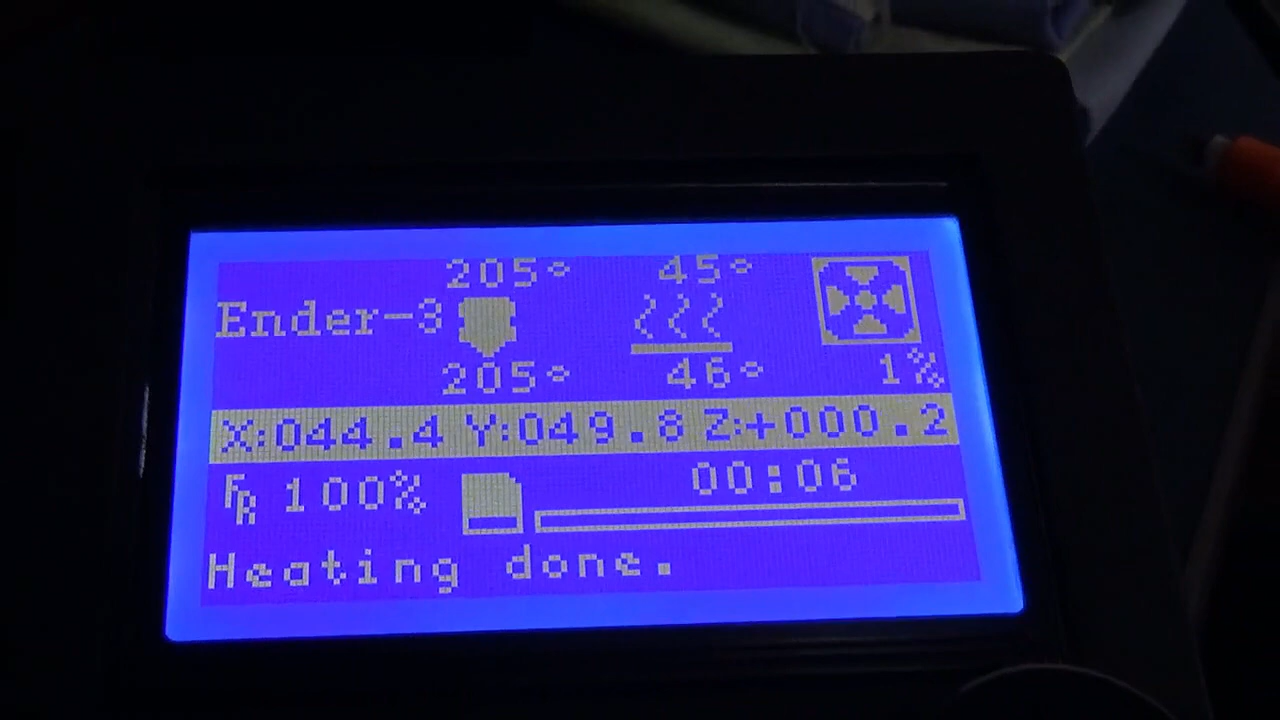 205° 45°
Ender-3
205° 46° 1%
X:044.4 Y:049.8 Z:+000.2
FR 100% 00:06
Heating done.